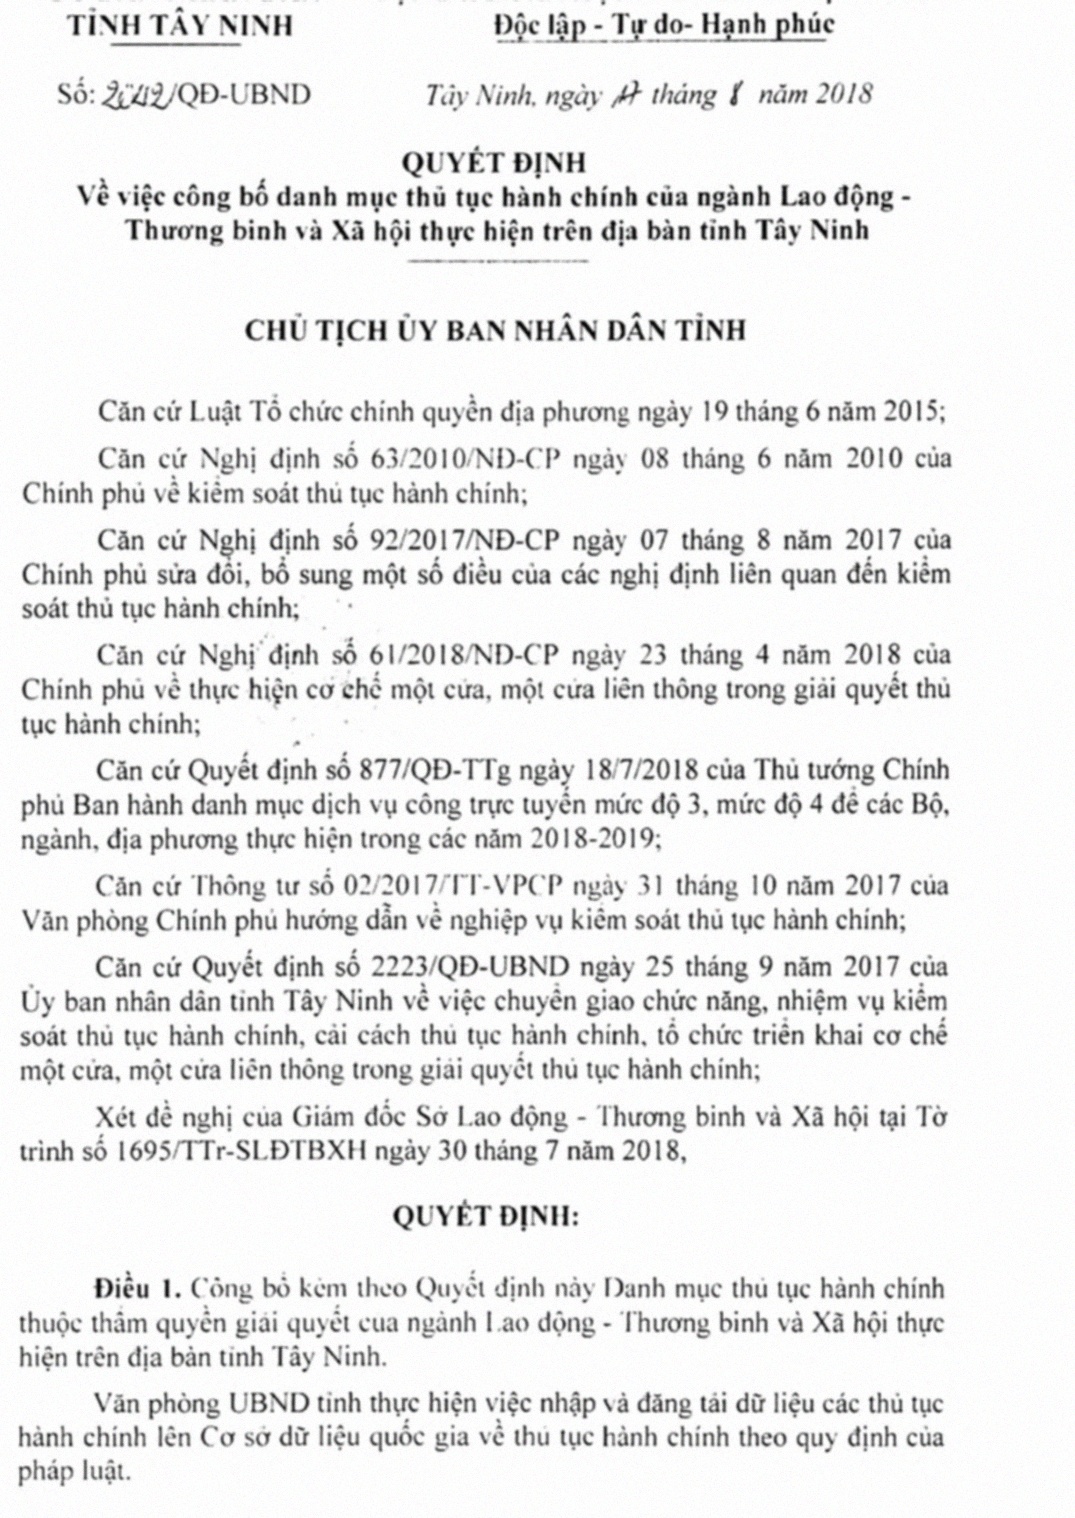 TỈNH TÂY NINH
Độc lập - Tự do- Hạnh phúc
Số: /QĐ-UBND
Tây Ninh, ngày 17 tháng 8 năm 2018
QUYẾT ĐỊNH
Về việc công bố danh mục thủ tục hành chính của ngành Lao động -
Thương binh và Xã hội thực hiện trên địa bàn tỉnh Tây Ninh
CHỦ TỊCH ỦY BAN NHÂN DÂN TỈNH
Căn cứ Luật Tổ chức chính quyền địa phương ngày 19 tháng 6 năm 2015;
Căn cứ Nghị định số 63/2010/NĐ-CP ngày 08 tháng 6 năm 2010 của
Chính phủ về kiểm soát thủ tục hành chính;
Căn cứ Nghị định số 92/2017/NĐ-CP ngày 07 tháng 8 năm 2017 của
Chính phủ sửa đổi, bổ sung một số điều của các nghị định liên quan đến kiểm
soát thủ tục hành chính;
Căn cứ Nghị định số 61/2018/NĐ-CP ngày 23 tháng 4 năm 2018 của
Chính phủ về thực hiện cơ chế một cửa, một cửa liên thông trong giải quyết thủ
tục hành chính;
Căn cứ Quyết định số 877/QĐ-TTg ngày 18/7/2018 của Thủ tướng Chính
phủ Ban hành danh mục dịch vụ công trực tuyến mức độ 3, mức độ 4 để các Bộ,
ngành, địa phương thực hiện trong các năm 2018-2019;
Căn cứ Thông tư số 02/2017/TT-VPCP ngày 31 tháng 10 năm 2017 của
Văn phòng Chính phủ hướng dẫn về nghiệp vụ kiểm soát thủ tục hành chính;
Căn cứ Quyết định số 2223/QĐ-UBND ngày 25 tháng 9 năm 2017 của
Ủy ban nhân dân tỉnh Tây Ninh về việc chuyển giao chức năng, nhiệm vụ kiểm
soát thủ tục hành chính, cải cách thủ tục hành chính, tổ chức triển khai cơ chế
một cửa, một cửa liên thông trong giải quyết thủ tục hành chính;
Xét đề nghị của Giám đốc Sở Lao động - Thương binh và Xã hội tại Tờ
trình số 1695/TTr-SLĐTBXH ngày 30 tháng 7 năm 2018,
QUYẾT ĐỊNH:
Điều 1. Công bố kèm theo Quyết định này Danh mục thủ tục hành chính
thuộc thẩm quyền giải quyết của ngành Lao động - Thương binh và Xã hội thực
hiện trên địa bàn tỉnh Tây Ninh.
Văn phòng UBND tỉnh thực hiện việc nhập và đăng tải dữ liệu các thủ tục
hành chính lên Cơ sở dữ liệu quốc gia về thủ tục hành chính theo quy định của
pháp luật.